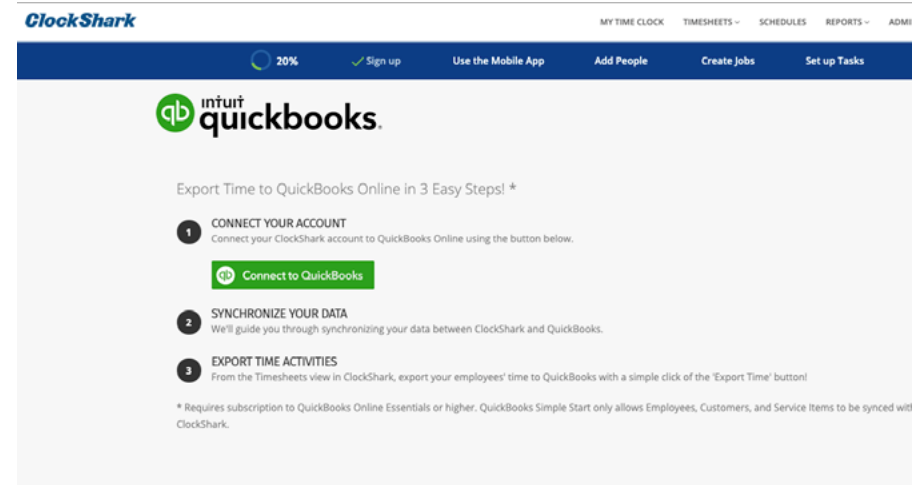 ClockShark
MY TIME CLOCK TIMESHEETS SCHEDULES REPORTS
20% Sign up Use the Mobile App Add People Create Jobs Set up Tasks
qb intuit
quickbooks.
Export Time to QuickBooks Online in 3 Easy Steps! *
1 CONNECT YOUR ACCOUNT
Connect your ClockShark account to QuickBooks Online using the button below.
qb Connect to QuickBooks
SYNCHRONIZE YOUR DATA
2 We'll guide you through synchronizing your data between ClockShark and QuickBooks.
EXPORT TIME ACTIVITIES
3 From the Timesheets view in ClockShark, export your employees' time to QuickBooks with a simple click of the 'Export Time' button!
* Requires subscription to QuickBooks Online Essentials or higher. QuickBooks Simple Start only allows Employees, Customers, and Service Items to be synced
ClockShark.